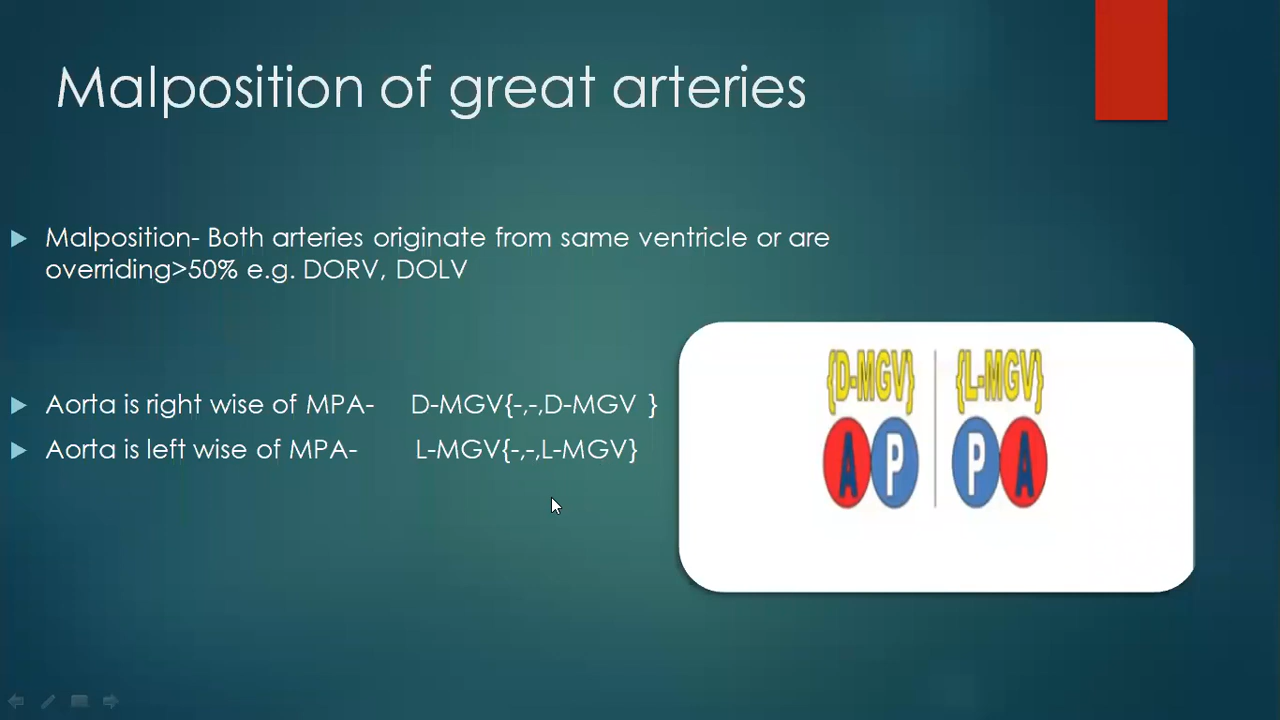 Malposition of great arteries
Malposition- Both arteries originate from same ventricle or are
overriding>50% e.g. DORV, DOLV
Aorta is right wise of MPA- D-MGV{-,-,D-MGV }
Aorta is left wise of MPA- L-MGV{-,-,L-MGV}
{D-MGV} {L-MGV}
A P P A